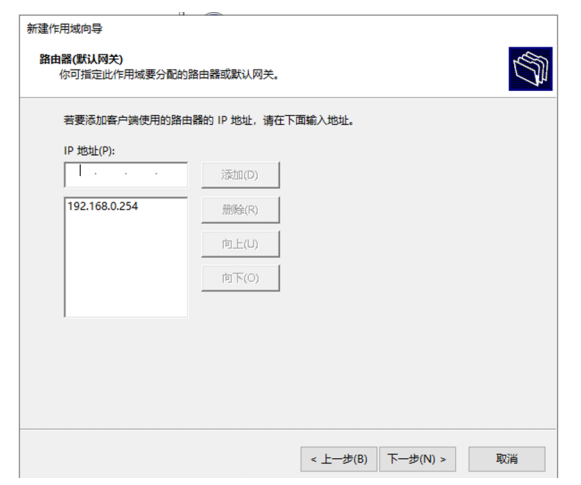 新建作用域向导
路由器(默认网关)
你可指定此作用域要分配的路由器或默认网关。
若要添加客户端使用的路由器的 IP 地址，请在下面输入地址。
IP 地址(P):
. . .
添加(D)
192.168.0.254
删除(R)
向上(U)
向下(O)
< 上一步(B)
下一步(N) >
取消